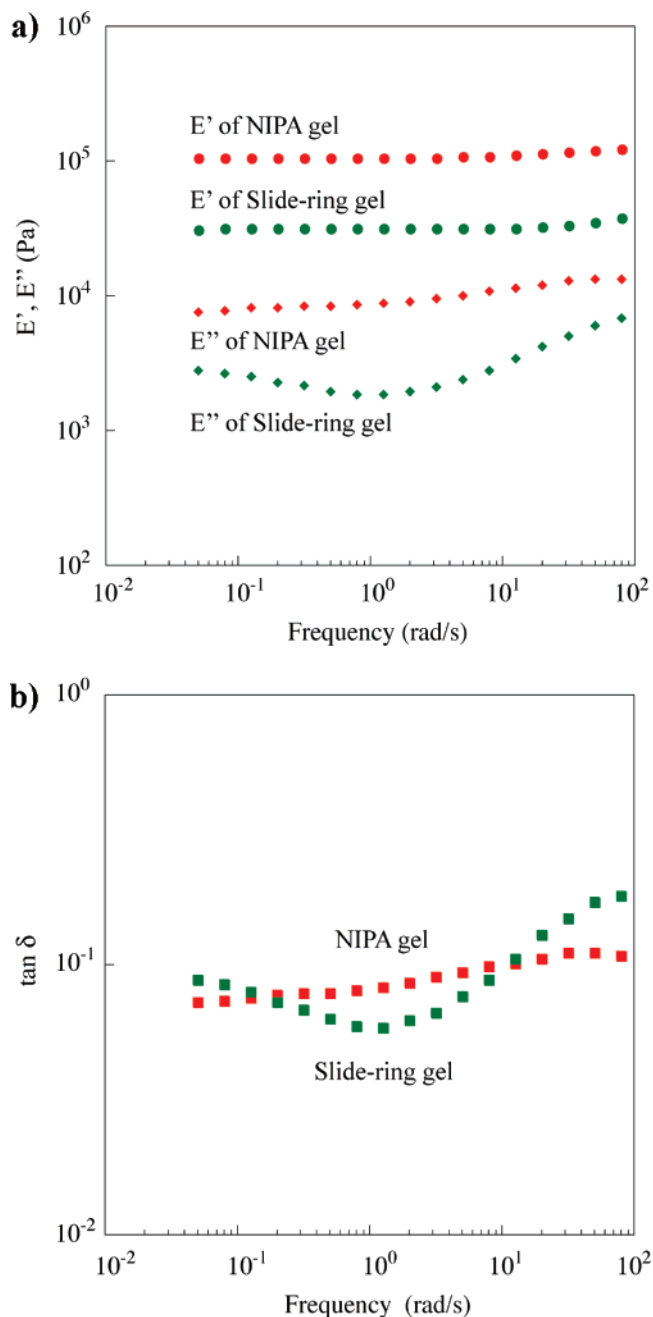 a)
10^6
E' of NIPA gel
10^5
E' of Slide-ring gel
E', E'' (Pa)
10^4
E'' of NIPA gel
10^3
E'' of Slide-ring gel
10^2
10^-2 10^-1 10^0 10^1 10^2
Frequency (rad/s)
b)
10^0
NIPA gel
tan δ
10^-1
Slide-ring gel
10^-2
10^-2 10^-1 10^0 10^1 10^2
Frequency (rad/s)